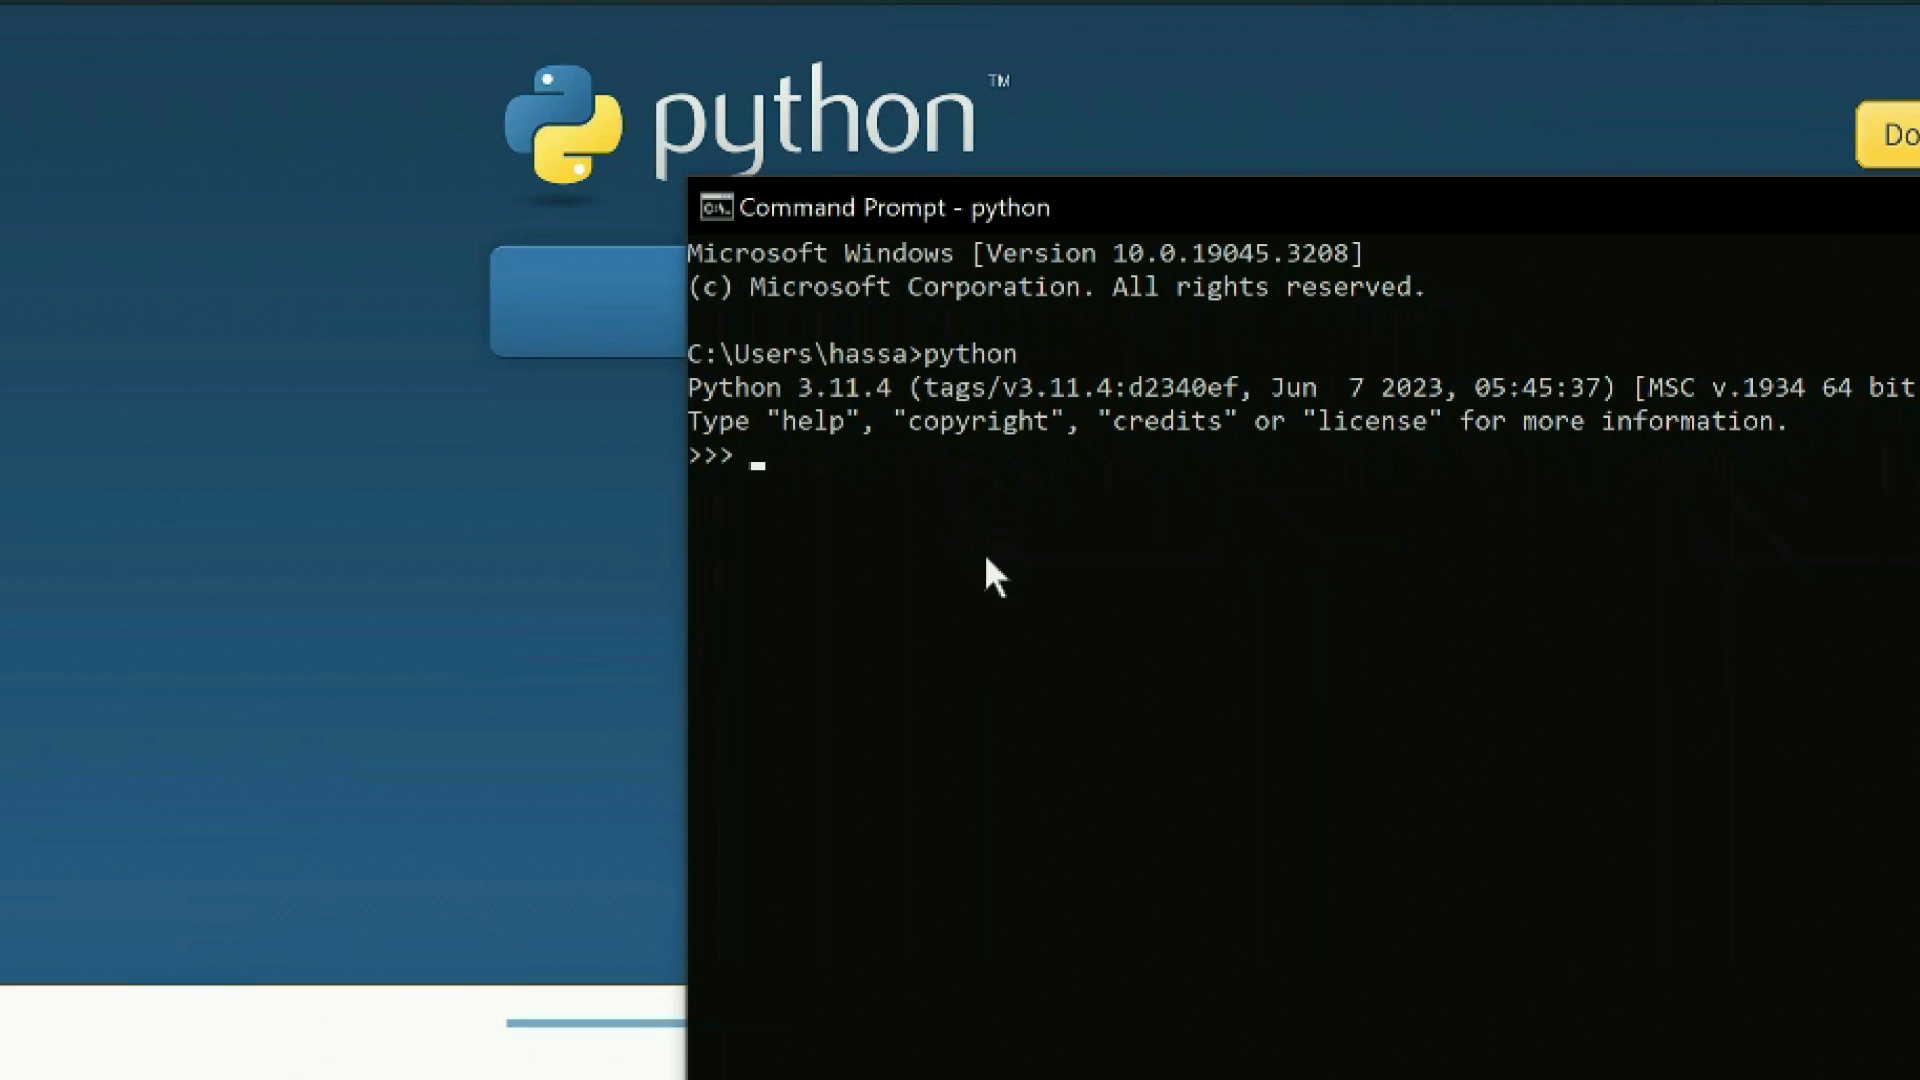 python™
Do
Command Prompt - python
Microsoft Windows [Version 10.0.19045.3208]
(c) Microsoft Corporation. All rights reserved.
C:\Users\hassa>python
Python 3.11.4 (tags/v3.11.4:d2340ef, Jun  7 2023, 05:45:37) [MSC v.1934 64 bit
Type "help", "copyright", "credits" or "license" for more information.
>>>